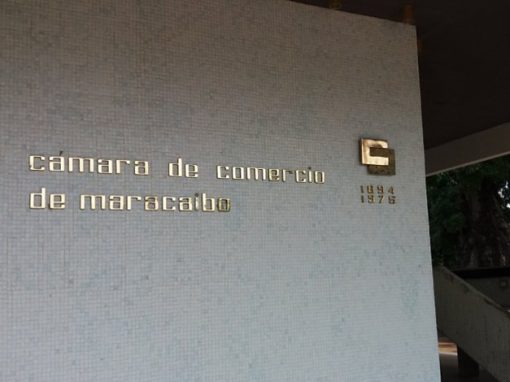 cámara de comercio
de maracaibo
1894
1976